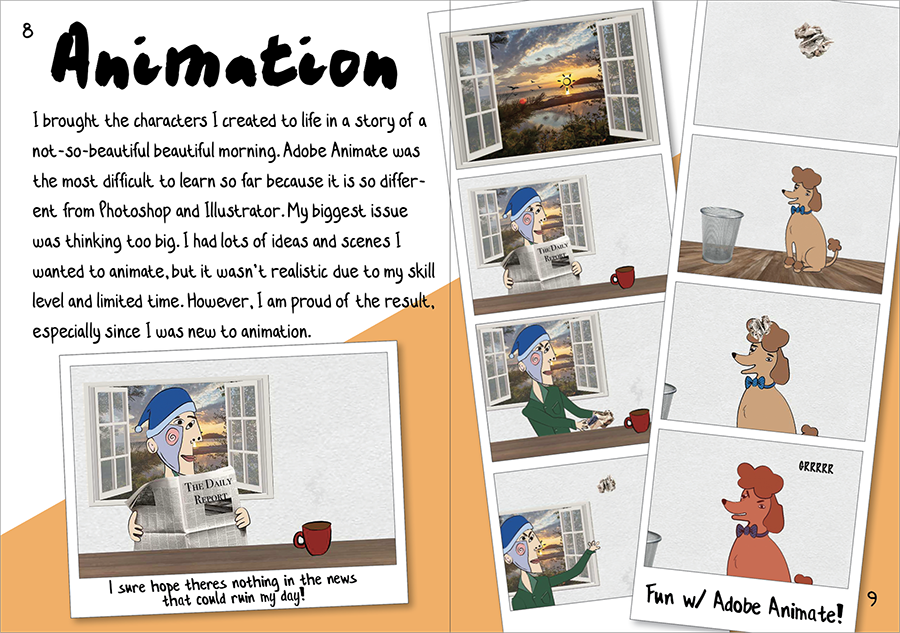 8
Animation
I brought the characters I created to life in a story of a
not-so-beautiful beautiful morning. Adobe Animate was
the most difficult to learn so far because it is so differ-
ent from Photoshop and Illustrator. My biggest issue
was thinking too big. I had lots of ideas and scenes I
wanted to animate, but it wasn't realistic due to my skill
level and limited time. However, I am proud of the result,
especially since I was new to animation.
THE DAILY
REPORT
I sure hope theres nothing in the news
that could ruin my day!
THE DAILY
REPORT
GRRRRR
Fun w/ Adobe Animate!
9